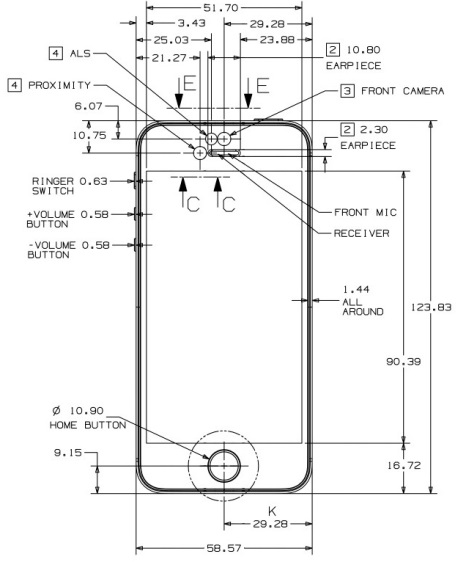 51.70
3.43
29.28
25.03
23.88
4 ALS
21.27
2 10.80
EARPIECE
4 PROXIMITY
E
E
3 FRONT CAMERA
6.07
10.75
2 2.30
EARPIECE
RINGER 0.63
SWITCH
C
C
FRONT MIC
+VOLUME 0.58
BUTTON
RECEIVER
-VOLUME 0.58
BUTTON
1.44
ALL
AROUND
123.83
90.39
Ø 10.90
HOME BUTTON
9.15
16.72
K
29.28
58.57